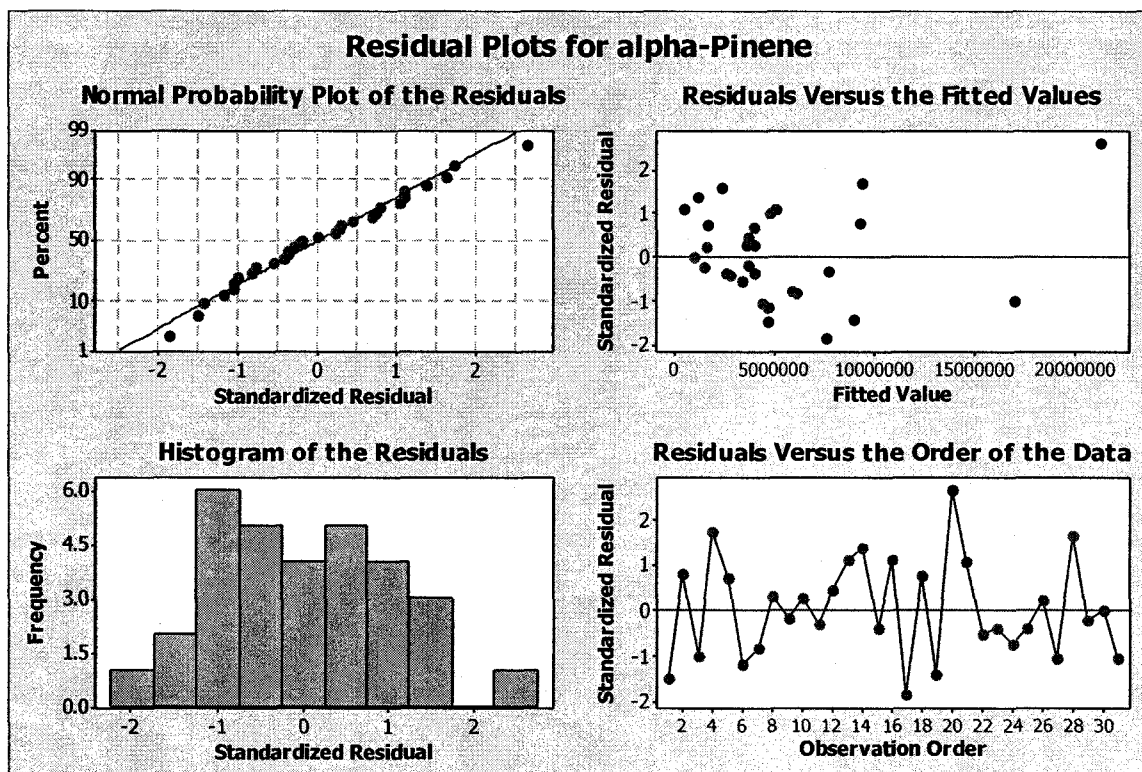 Residual Plots for alpha-Pinene
Normal Probability Plot of the Residuals
Percent
99
90
50
10
1
-2 -1 0 1 2
Standardized Residual
Residuals Versus the Fitted Values
Standardized Residual
2
1
0
-1
-2
0 5000000 10000000 15000000 20000000
Fitted Value
Histogram of the Residuals
Frequency
6.0
4.5
3.0
1.5
0.0
-2 -1 0 1 2
Standardized Residual
Residuals Versus the Order of the Data
Standardized Residual
2
1
0
-1
-2
2 4 6 8 10 12 14 16 18 20 22 24 26 28 30
Observation Order